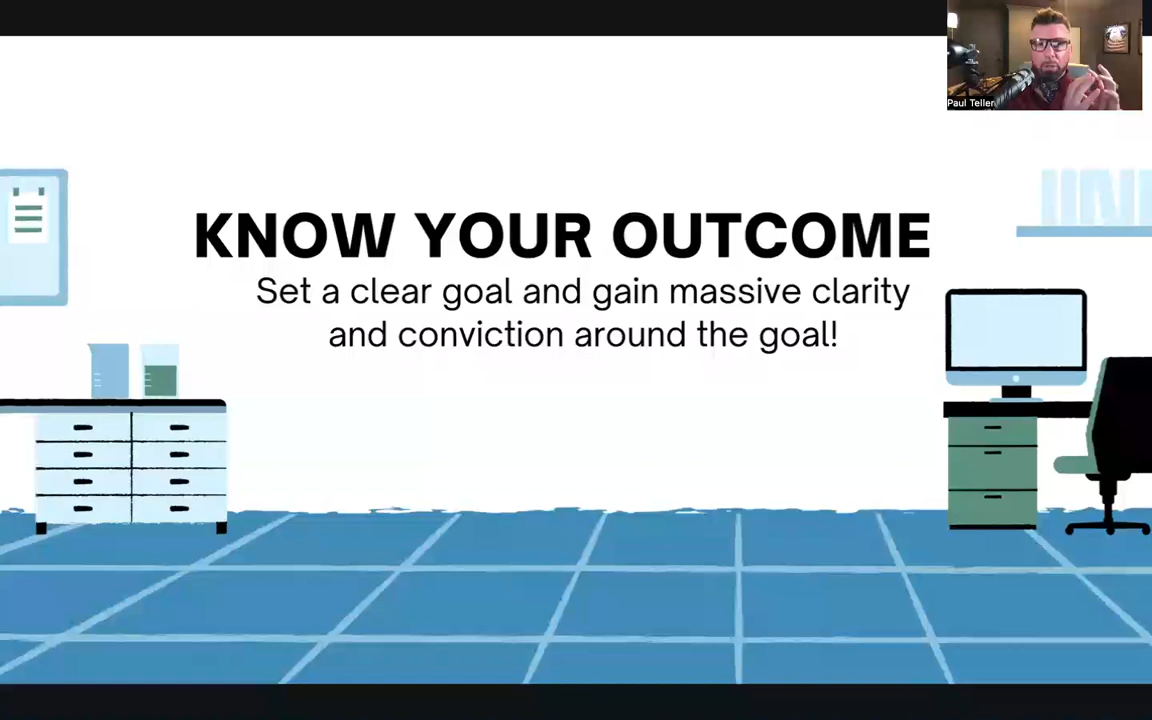 Paul Teller
KNOW YOUR OUTCOME
Set a clear goal and gain massive clarity
and conviction around the goal!